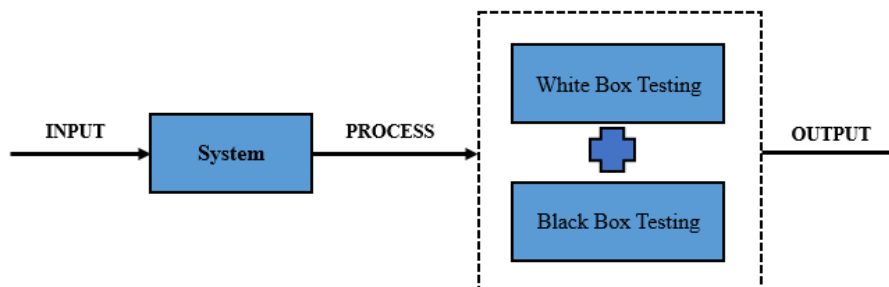 INPUT
System
PROCESS
White Box Testing
Black Box Testing
OUTPUT